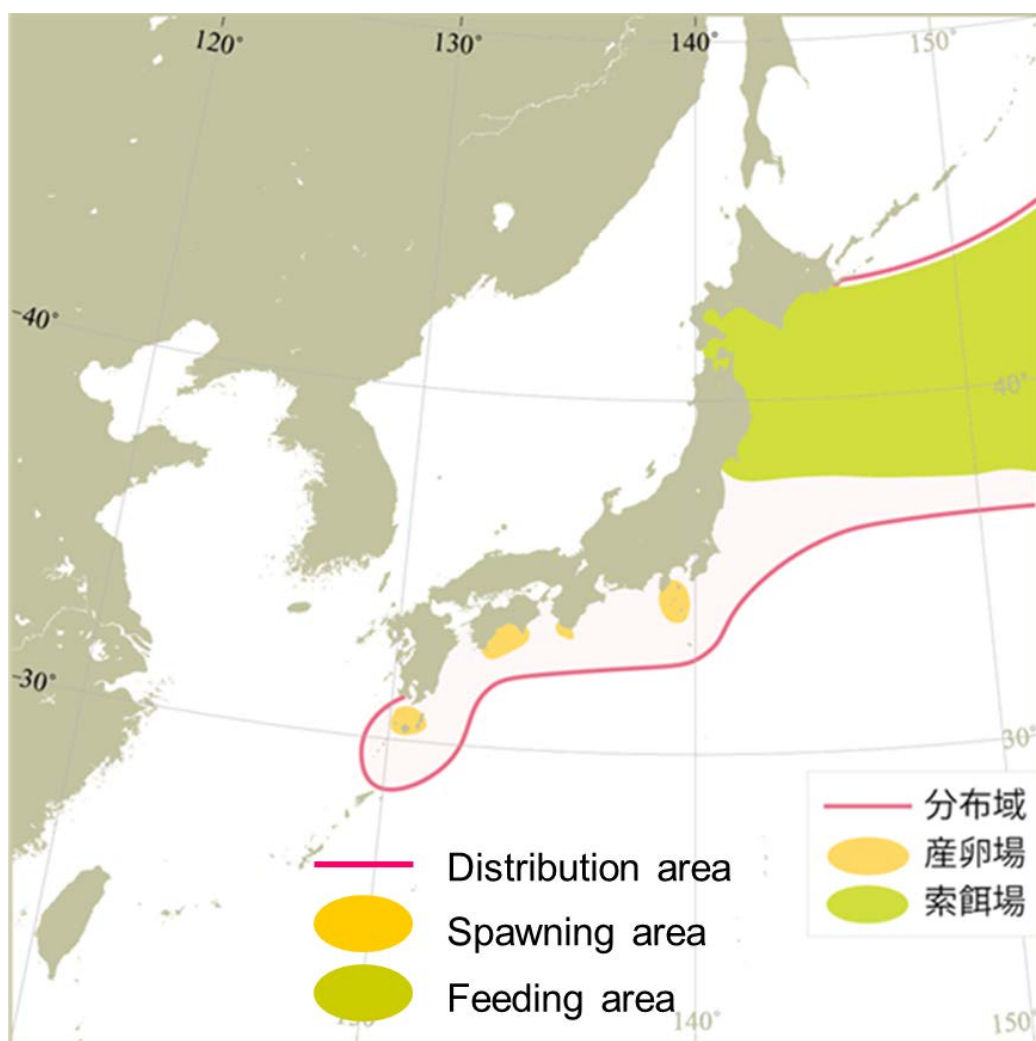 120°
130°
140°
150°
40°
40°
30°
30°
分布域
産卵場
索餌場
Distribution area
Spawning area
Feeding area
140°
150°